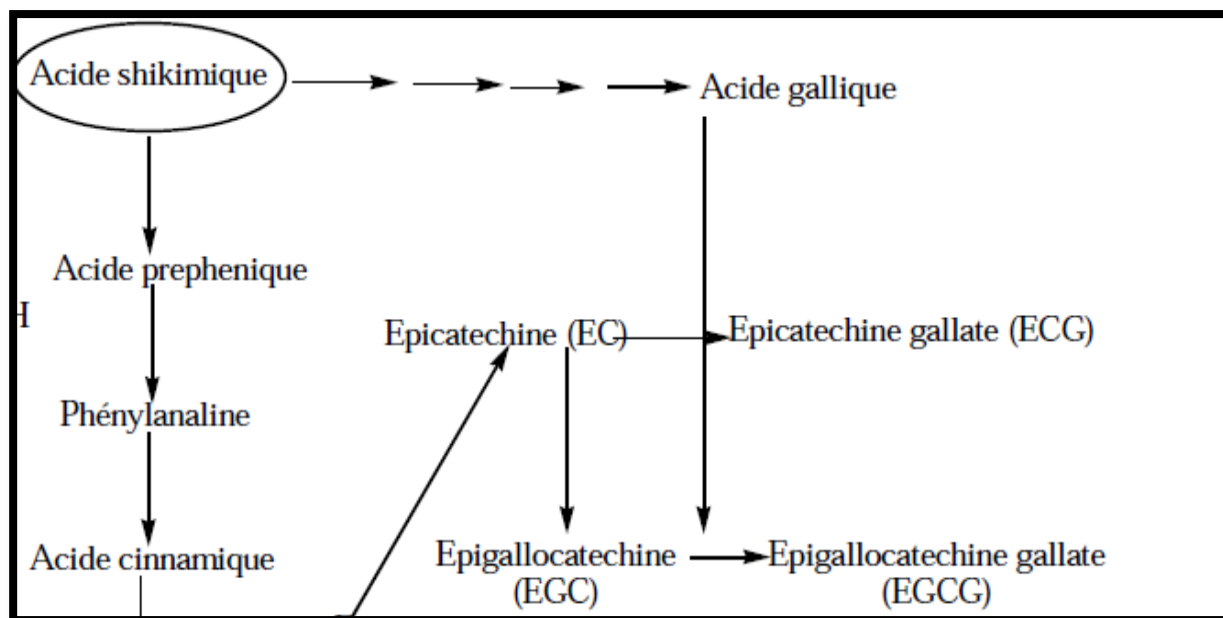 Acide shikimique
Acide gallique
Acide prephenique
H
Epicatechine (EC)
Epicatechine gallate (ECG)
Phénylanaline
Acide cinnamique
Epigallocatechine
(EGC)
Epigallocatechine gallate
(EGCG)